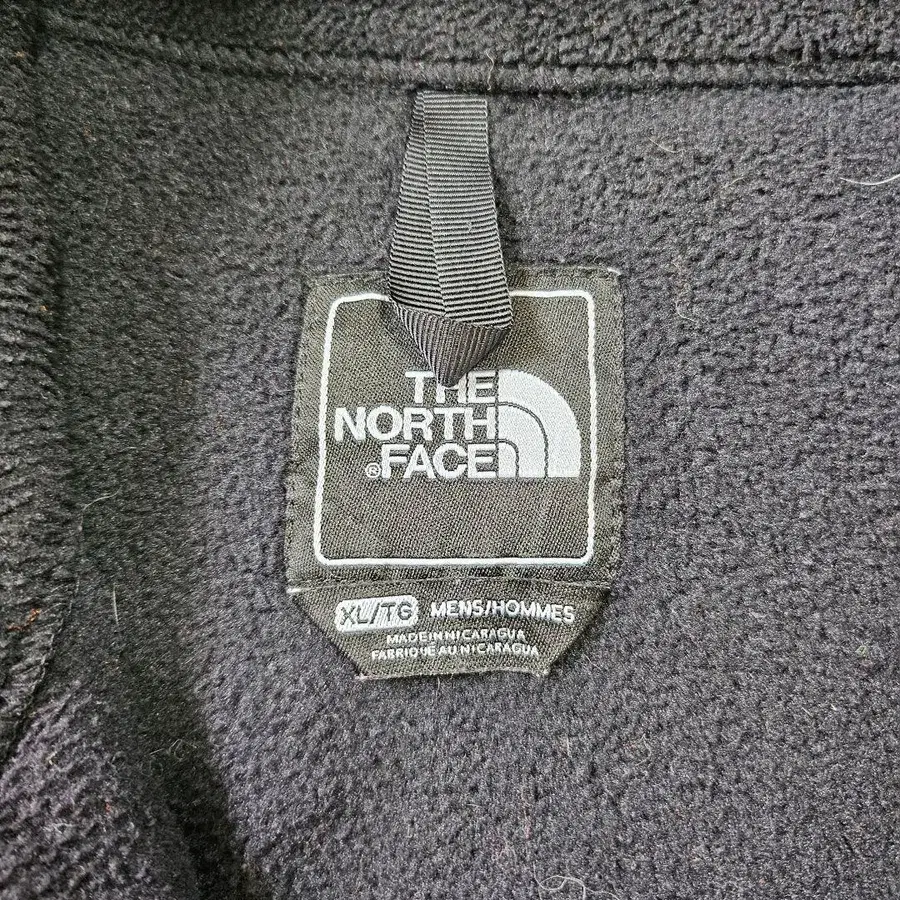 THE
NORTH
®FACE
XL/TG MENS/HOMMES
MADE IN NICARAGUA
FABRIQUÉ AU NICARAGUA